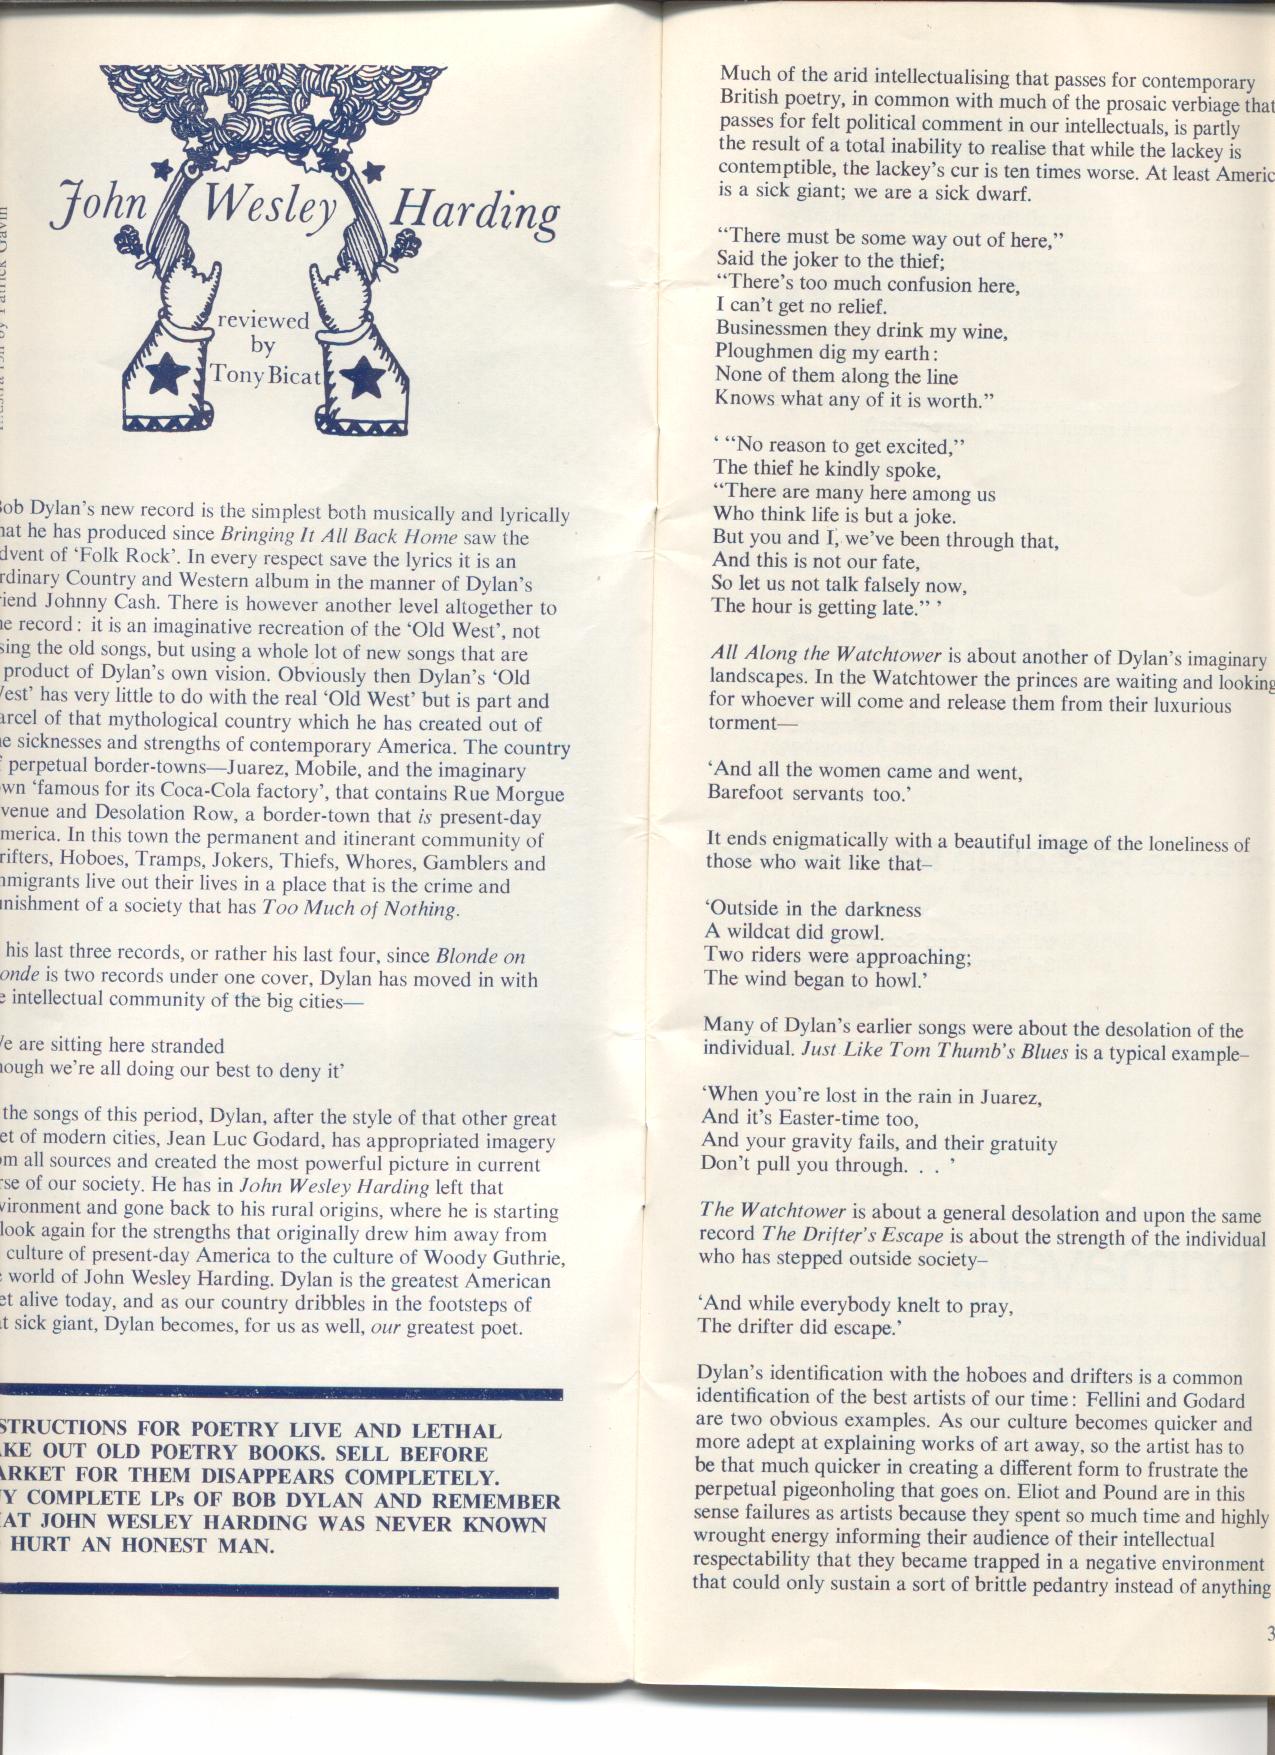 John Wesley Harding
reviewed
by
Tony Bicat
by Patrick Gavin
ob Dylan's new record is the simplest both musically and lyrically
at he has produced since Bringing It All Back Home saw the
dvent of 'Folk Rock'. In every respect save the lyrics it is an
rdinary Country and Western album in the manner of Dylan's
iend Johnny Cash. There is however another level altogether to
e record: it is an imaginative recreation of the 'Old West', not
sing the old songs, but using a whole lot of new songs that are
product of Dylan's own vision. Obviously then Dylan's 'Old
est' has very little to do with the real 'Old West' but is part and
arcel of that mythological country which he has created out of
e sicknesses and strengths of contemporary America. The country
perpetual border-towns—Juarez, Mobile, and the imaginary
wn 'famous for its Coca-Cola factory', that contains Rue Morgue
venue and Desolation Row, a border-town that is present-day
merica. In this town the permanent and itinerant community of
rifters, Hoboes, Tramps, Jokers, Thiefs, Whores, Gamblers and
mmigrants live out their lives in a place that is the crime and
unishment of a society that has Too Much of Nothing.
his last three records, or rather his last four, since Blonde on
onde is two records under one cover, Dylan has moved in with
e intellectual community of the big cities—
e are sitting here stranded
hough we're all doing our best to deny it'
the songs of this period, Dylan, after the style of that other great
et of modern cities, Jean Luc Godard, has appropriated imagery
om all sources and created the most powerful picture in current
rse of our society. He has in John Wesley Harding left that
vironment and gone back to his rural origins, where he is starting
look again for the strengths that originally drew him away from
culture of present-day America to the culture of Woody Guthrie,
world of John Wesley Harding. Dylan is the greatest American
et alive today, and as our country dribbles in the footsteps of
t sick giant, Dylan becomes, for us as well, our greatest poet.
STRUCTIONS FOR POETRY LIVE AND LETHAL
KE OUT OLD POETRY BOOKS. SELL BEFORE
ARKET FOR THEM DISAPPEARS COMPLETELY.
Y COMPLETE LPs OF BOB DYLAN AND REMEMBER
AT JOHN WESLEY HARDING WAS NEVER KNOWN
HURT AN HONEST MAN.
Much of the arid intellectualising that passes for contemporary
British poetry, in common with much of the prosaic verbiage that
passes for felt political comment in our intellectuals, is partly
the result of a total inability to realise that while the lackey is
contemptible, the lackey's cur is ten times worse. At least Americ
is a sick giant; we are a sick dwarf.
"There must be some way out of here,"
Said the joker to the thief;
"There's too much confusion here,
I can't get no relief.
Businessmen they drink my wine,
Ploughmen dig my earth:
None of them along the line
Knows what any of it is worth."
' "No reason to get excited,"
The thief he kindly spoke,
"There are many here among us
Who think life is but a joke.
But you and I, we've been through that,
And this is not our fate,
So let us not talk falsely now,
The hour is getting late." '
All Along the Watchtower is about another of Dylan's imaginary
landscapes. In the Watchtower the princes are waiting and looking
for whoever will come and release them from their luxurious
torment—
'And all the women came and went,
Barefoot servants too.'
It ends enigmatically with a beautiful image of the loneliness of
those who wait like that–
'Outside in the darkness
A wildcat did growl.
Two riders were approaching;
The wind began to howl.'
Many of Dylan's earlier songs were about the desolation of the
individual. Just Like Tom Thumb's Blues is a typical example–
'When you're lost in the rain in Juarez,
And it's Easter-time too,
And your gravity fails, and their gratuity
Don't pull you through. . . '
The Watchtower is about a general desolation and upon the same
record The Drifter's Escape is about the strength of the individual
who has stepped outside society–
'And while everybody knelt to pray,
The drifter did escape.'
Dylan's identification with the hoboes and drifters is a common
identification of the best artists of our time: Fellini and Godard
are two obvious examples. As our culture becomes quicker and
more adept at explaining works of art away, so the artist has to
be that much quicker in creating a different form to frustrate the
perpetual pigeonholing that goes on. Eliot and Pound are in this
sense failures as artists because they spent so much time and highly
wrought energy informing their audience of their intellectual
respectability that they became trapped in a negative environment
that could only sustain a sort of brittle pedantry instead of anything
3